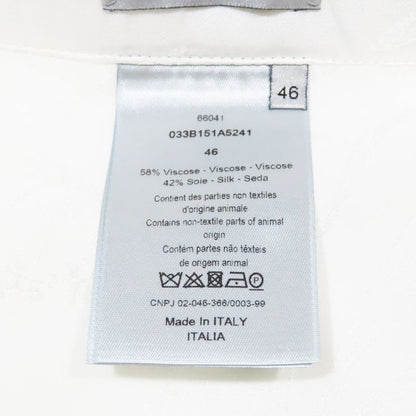 46
66041
033B151A5241
46
58% Viscose - Viscose - Viscose
42% Soie - Silk - Seda
Contient des parties non textiles
d'origine animale
Contains non-textile parts of animal
origin
Contém partes não têxteis
de origem animal
P
CNPJ 02-046-366/0003-99
Made In ITALY
ITALIA